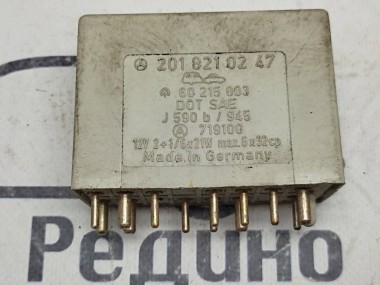 201 821 02 47
60 215 003
DOT SAE
J 590 b / 945
A 719100
12V 2+1/6x21W max.6x32cp
Made in Germany
Редино